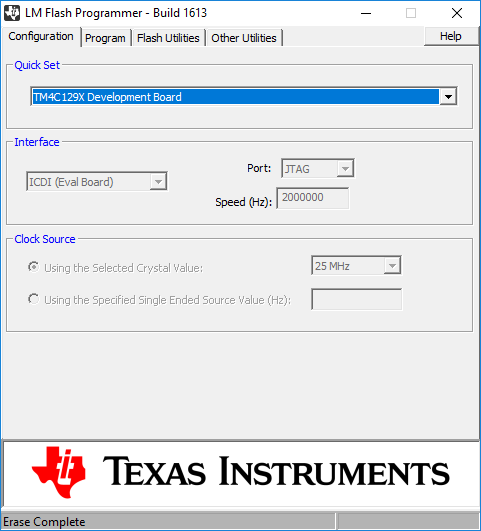 LM Flash Programmer - Build 1613
Configuration Program Flash Utilities Other Utilities Help
Quick Set
TM4C129X Development Board
Interface
Port: JTAG
ICDI (Eval Board)
Speed (Hz): 2000000
Clock Source
Using the Selected Crystal Value: 25 MHz
Using the Specified Single Ended Source Value (Hz):
TEXAS INSTRUMENTS
Erase Complete